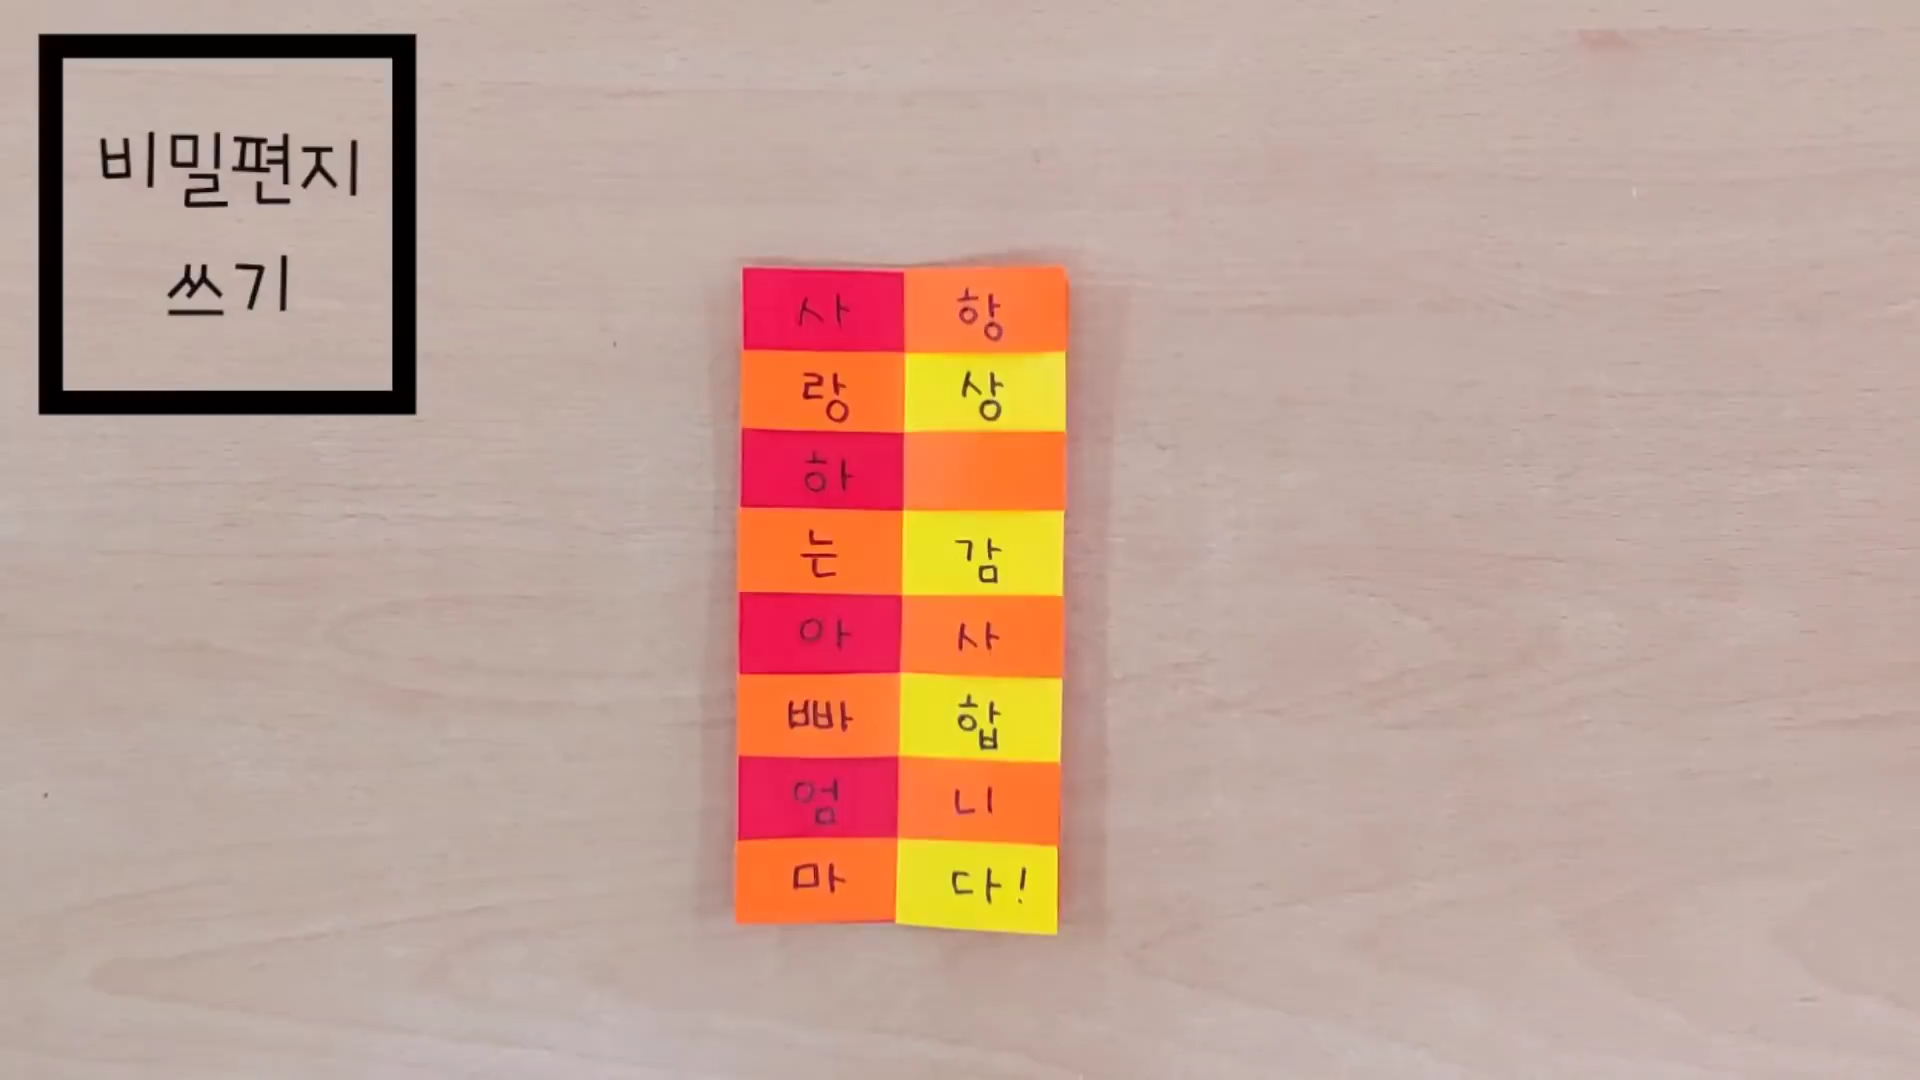 비밀편지
쓰기
사 항
랑 상
하
는 감
아 사
빠 합
엄 니
마 다!